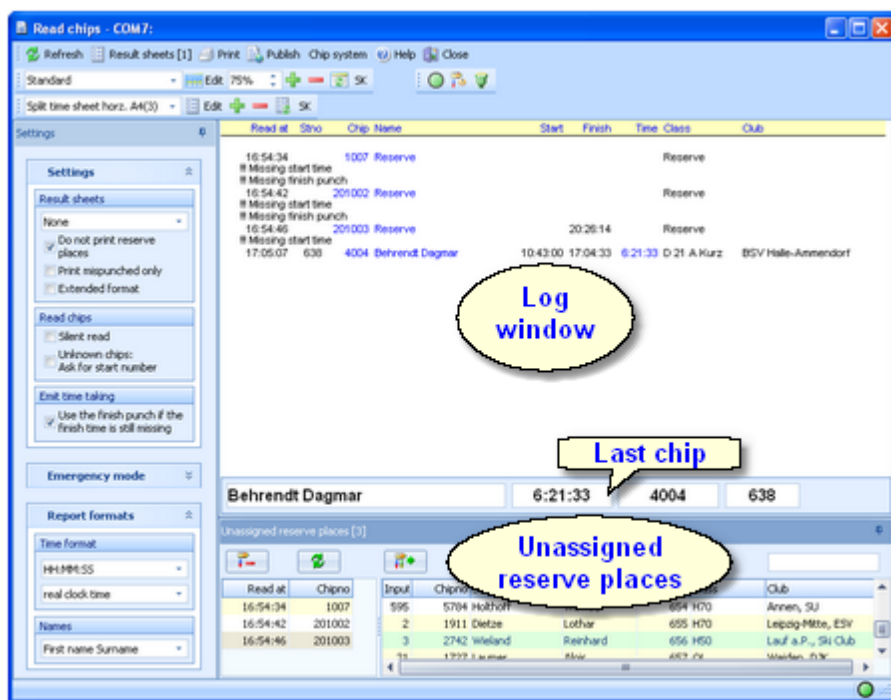 Read chips - COM7:
Refresh Result sheets [1] Print Publish Chip system Help Close
Standard Edit 75% SK
Split time sheet horz. A4(3) Edit SK
Settings
Settings
Result sheets
None
Do not print reserve
places
Print mispunched only
Extended format
Read chips
Silent read
Unknown chips:
Ask for start number
Emit time taking
Use the finish punch if the
finish time is still missing
Emergency mode
Report formats
Time format
HH:MM:SS
real clock time
Names
First name Surname
Read at Stno Chip Name Start Finish Time Class Club
16:54:34 1007 Reserve Reserve
!! Missing start time
!! Missing finish punch
16:54:42 201002 Reserve Reserve
!! Missing start time
!! Missing finish punch
16:54:46 201003 Reserve 20:26:14 Reserve
!! Missing start time
17:05:07 638 4004 Behrendt Dagmar 10:43:00 17:04:33 6:21:33 D 21 A Kurz BSV Halle-Ammendorf
Log
window
Last chip
Behrendt Dagmar 6:21:33 4004 638
Unassigned reserve places [3]
Unassigned
reserve places
Read at Chipno
16:54:34 1007
16:54:42 201002
16:54:46 201003
Input Chipno Club
595 5784 Holthoff 654 H70 Annen, SU
2 1911 Dietze Lothar 655 H70 Leipzig-Mitte, ESV
3 2742 Wieland Reinhard 656 H50 Lauf a.P., Ski Club